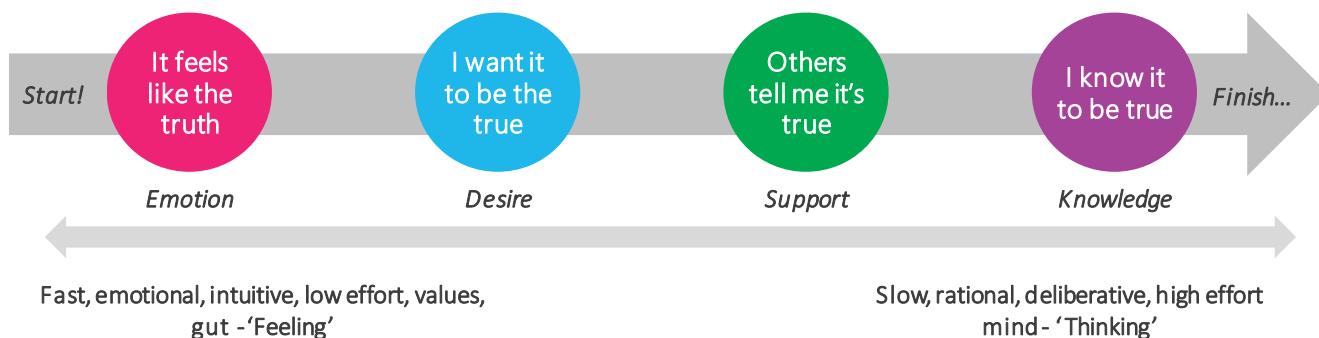 Start!
It feels
like the
truth
I want it
to be the
true
Others
tell me it's
true
I know it
to be true
Finish...
Emotion
Desire
Support
Knowledge
Fast, emotional, intuitive, low effort, values,
gut - ‘Feeling’
Slow, rational, deliberative, high effort
mind - ‘Thinking’